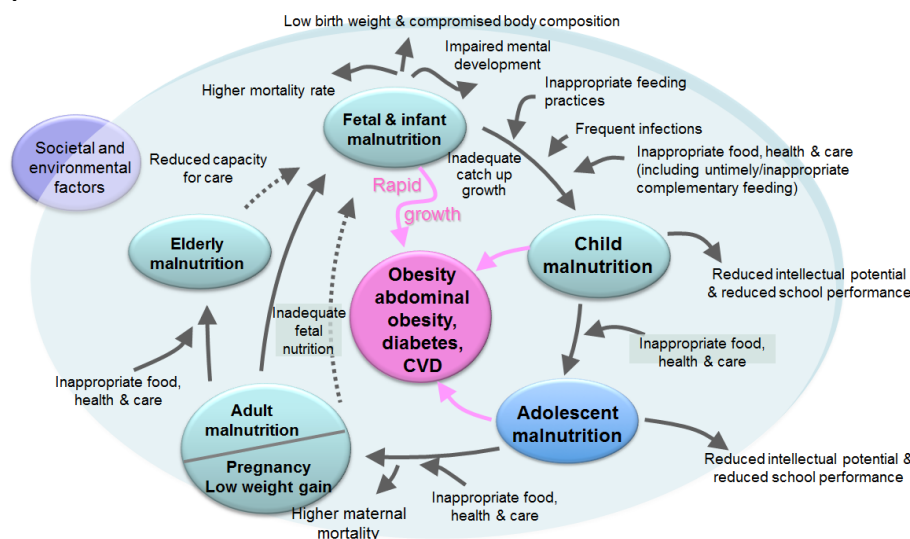 Low birth weight & compromised body composition
Impaired mental
development
Higher mortality rate
Inappropriate feeding
practices
Fetal & infant
malnutrition
Frequent infections
Societal and
environmental
factors
Reduced capacity
for care
Inadequate
catch up
growth
Inappropriate food, health & care
(including untimely/inappropriate
complementary feeding)
Rapid
growth
Elderly
malnutrition
Child
malnutrition
Obesity
abdominal
obesity,
diabetes,
CVD
Reduced intellectual potential
& reduced school performance
Inadequate
fetal
nutrition
Inappropriate food,
health & care
Inappropriate food,
health & care
Adult
malnutrition
Pregnancy
Low weight gain
Adolescent
malnutrition
Reduced intellectual potential &
reduced school performance
Inappropriate food,
health & care
Higher maternal
mortality